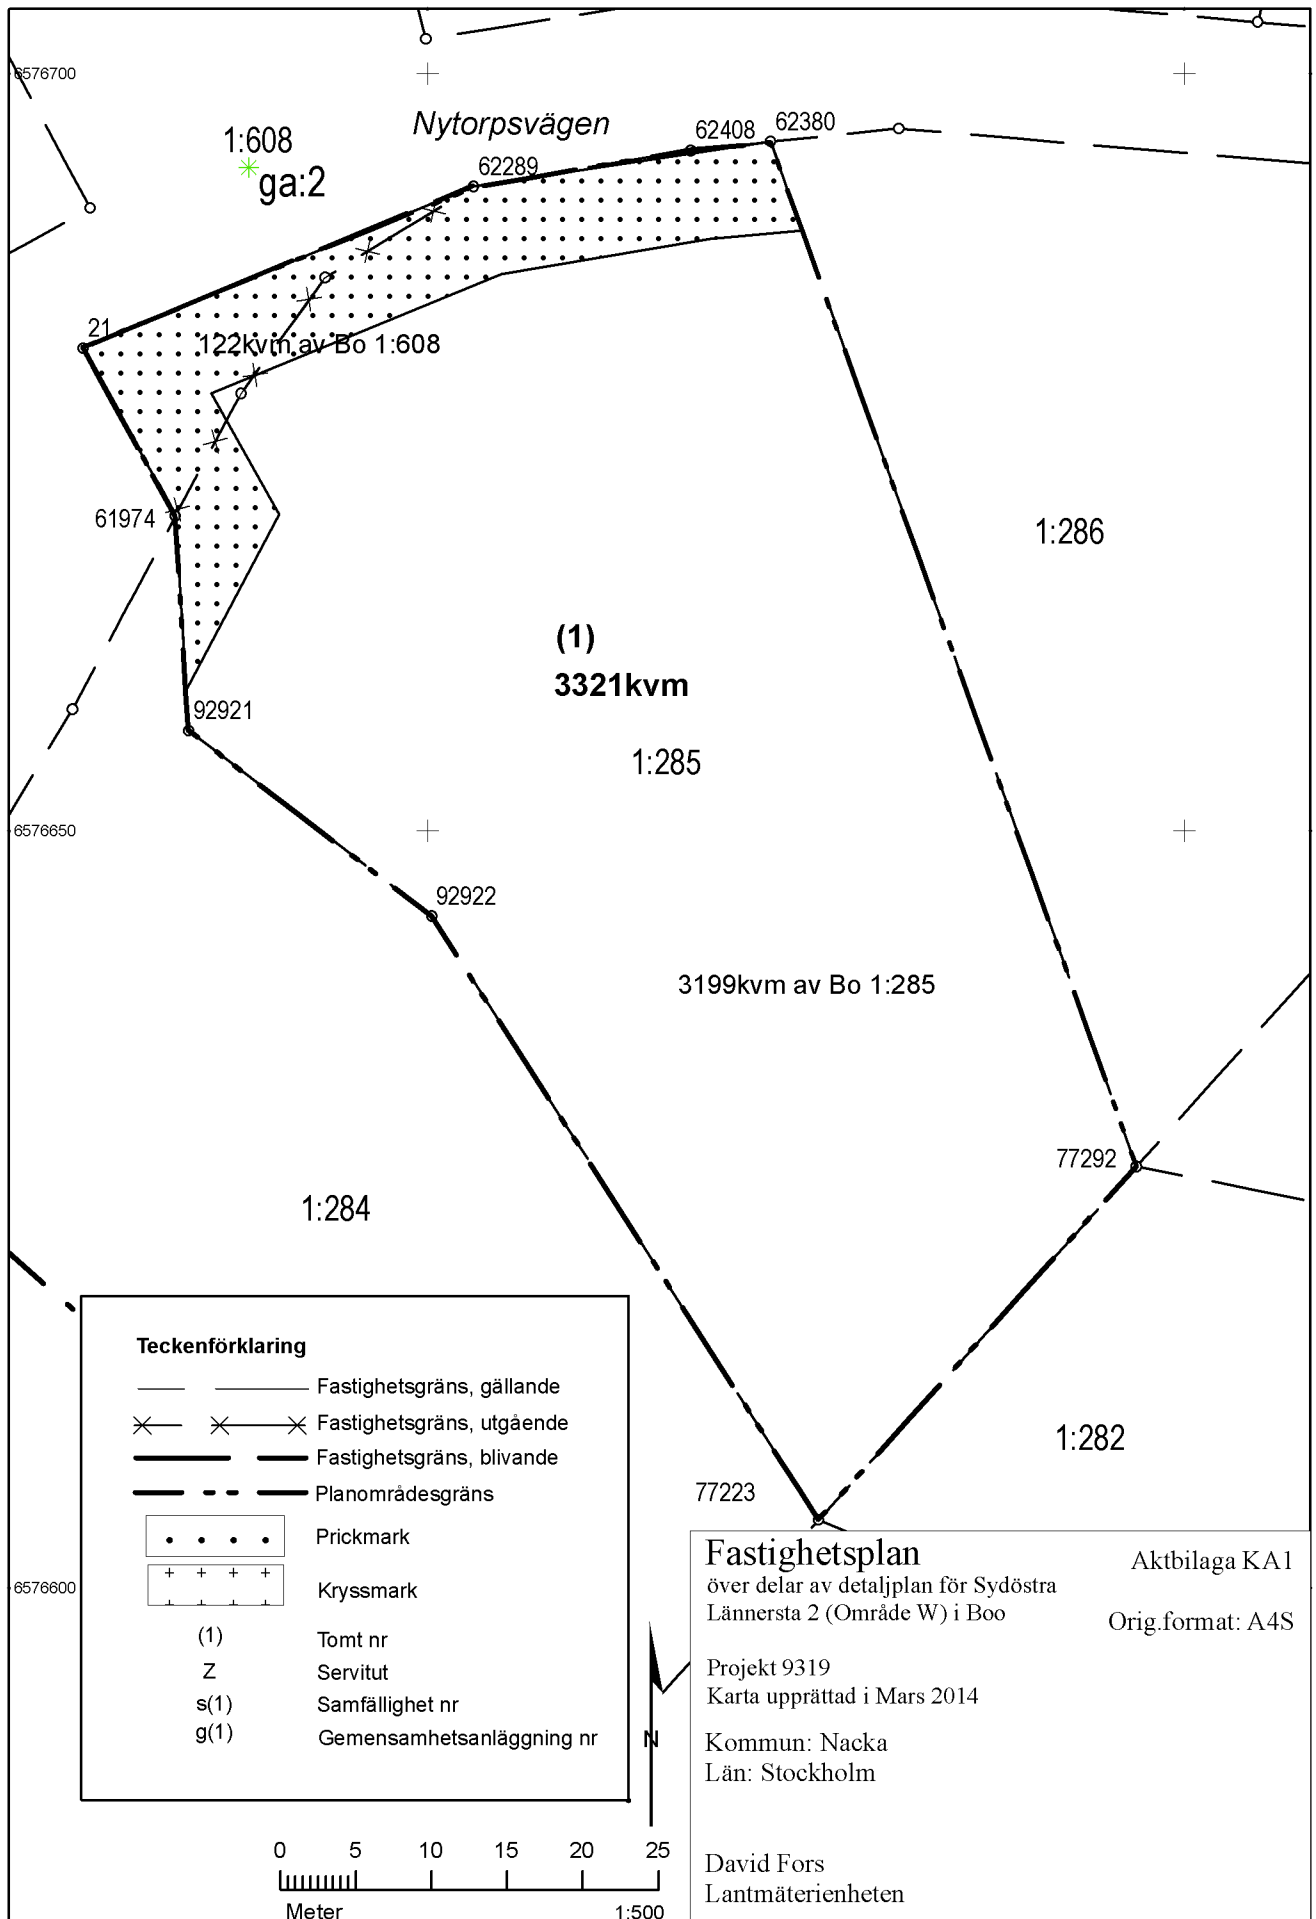 6576700
Nytorpsvägen
62408
62380
1:608
ga:2
62289
21
122kvm av Bo 1:608
61974
1:286
(1)
3321kvm
92921
1:285
6576650
92922
3199kvm av Bo 1:285
77292
1:284
Teckenförklaring
Fastighetsgräns, gällande
Fastighetsgräns, utgående
Fastighetsgräns, blivande
Planområdesgräns
Prickmark
Kryssmark
(1) Tomt nr
Z Servitut
s(1) Samfällighet nr
g(1) Gemensamhetsanläggning nr
1:282
77223
6576600
Fastighetsplan
över delar av detaljplan för Sydöstra
Lännersta 2 (Område W) i Boo
Aktbilaga KA1
Orig.format: A4S
Projekt 9319
Karta upprättad i Mars 2014
Kommun: Nacka
Län: Stockholm
David Fors
Lantmäterienheten
N
0 5 10 15 20 25
Meter 1:500